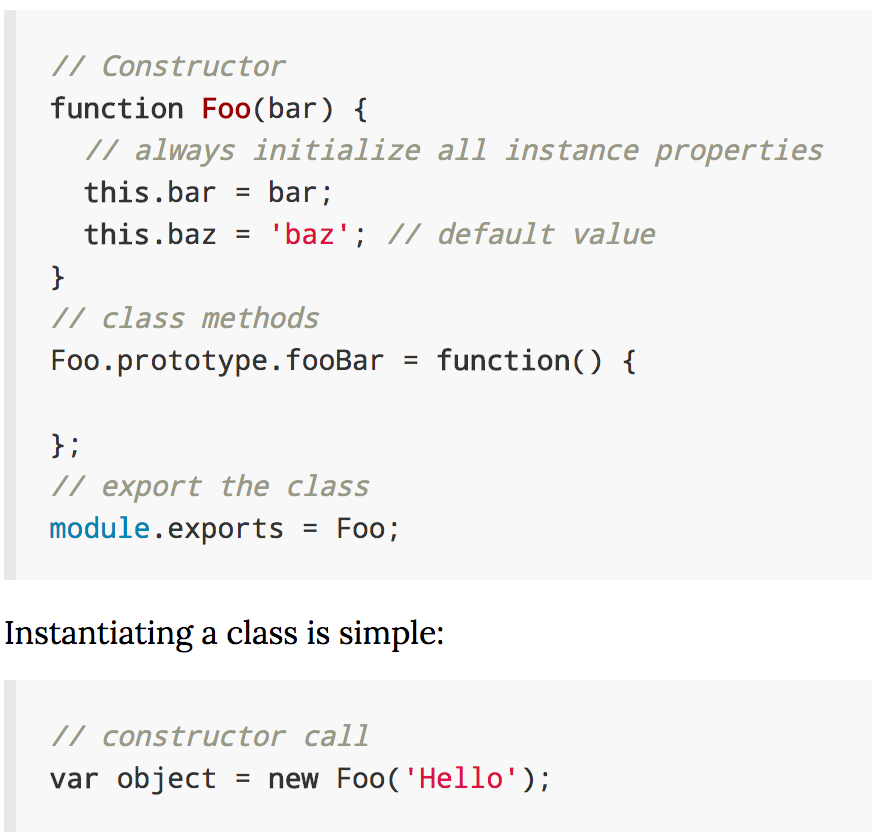 // Constructor
function Foo(bar) {
  // always initialize all instance properties
  this.bar = bar;
  this.baz = 'baz'; // default value
}
// class methods
Foo.prototype.fooBar = function() {

};
// export the class
module.exports = Foo;
Instantiating a class is simple:
// constructor call
var object = new Foo('Hello');